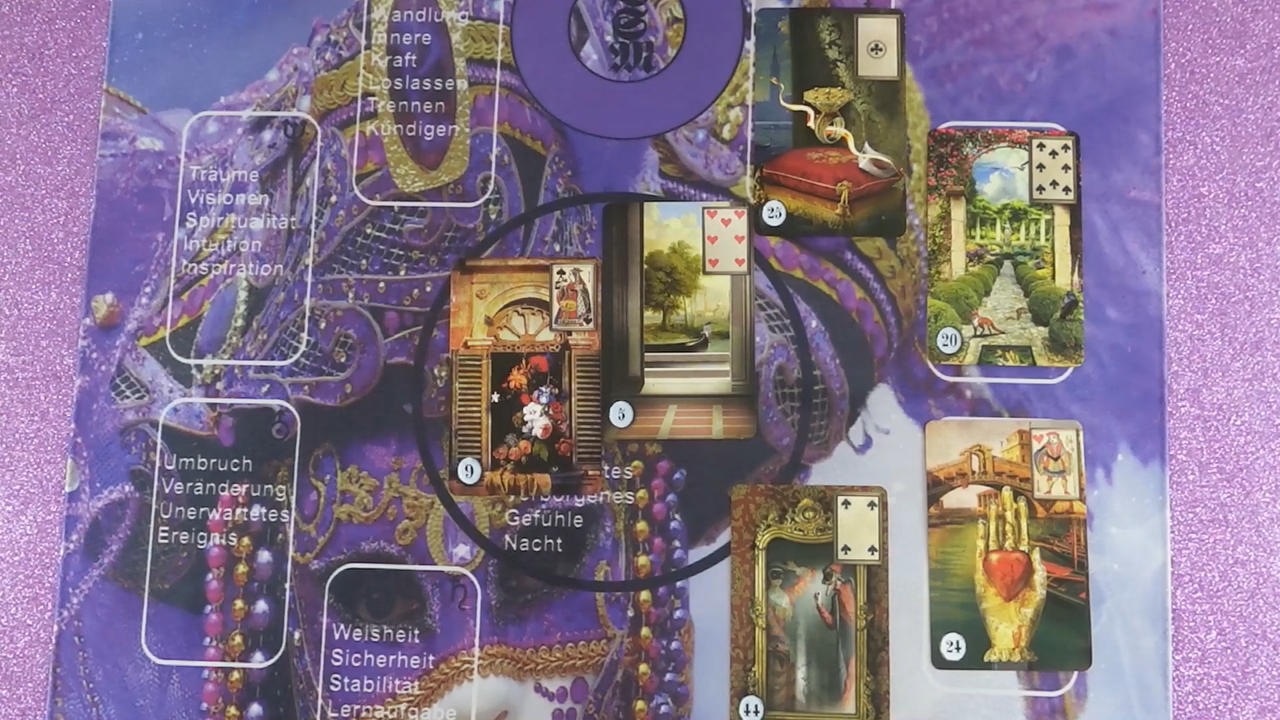 Wandlung
Innere
Kraft
Loslassen
Trennen
Kündigen
Träume
Visionen
Spiritualität
Intuition
Inspiration
25
20
5
9
Umbruch
Veränderung
Unerwartetes
Ereignis
Gefühle
Nacht
24
44
Weisheit
Sicherheit
Stabilität
Lernaufgabe